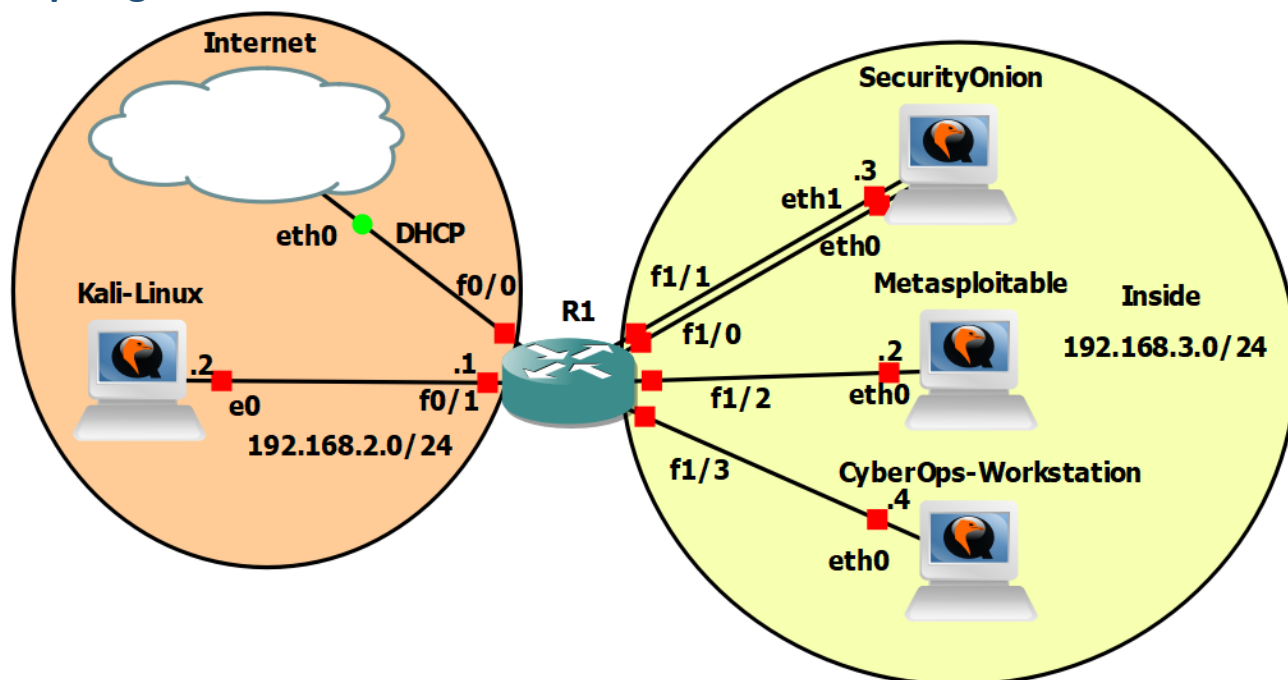 Internet
eth0
DHCP
f0/0
Kali-Linux
.2
e0
.1
f0/1
192.168.2.0/24
R1
SecurityOnion
.3
eth1
eth0
f1/1
f1/0
Metasploitable
.2
eth0
f1/2
Inside
192.168.3.0/24
f1/3
CyberOps-Workstation
.4
eth0